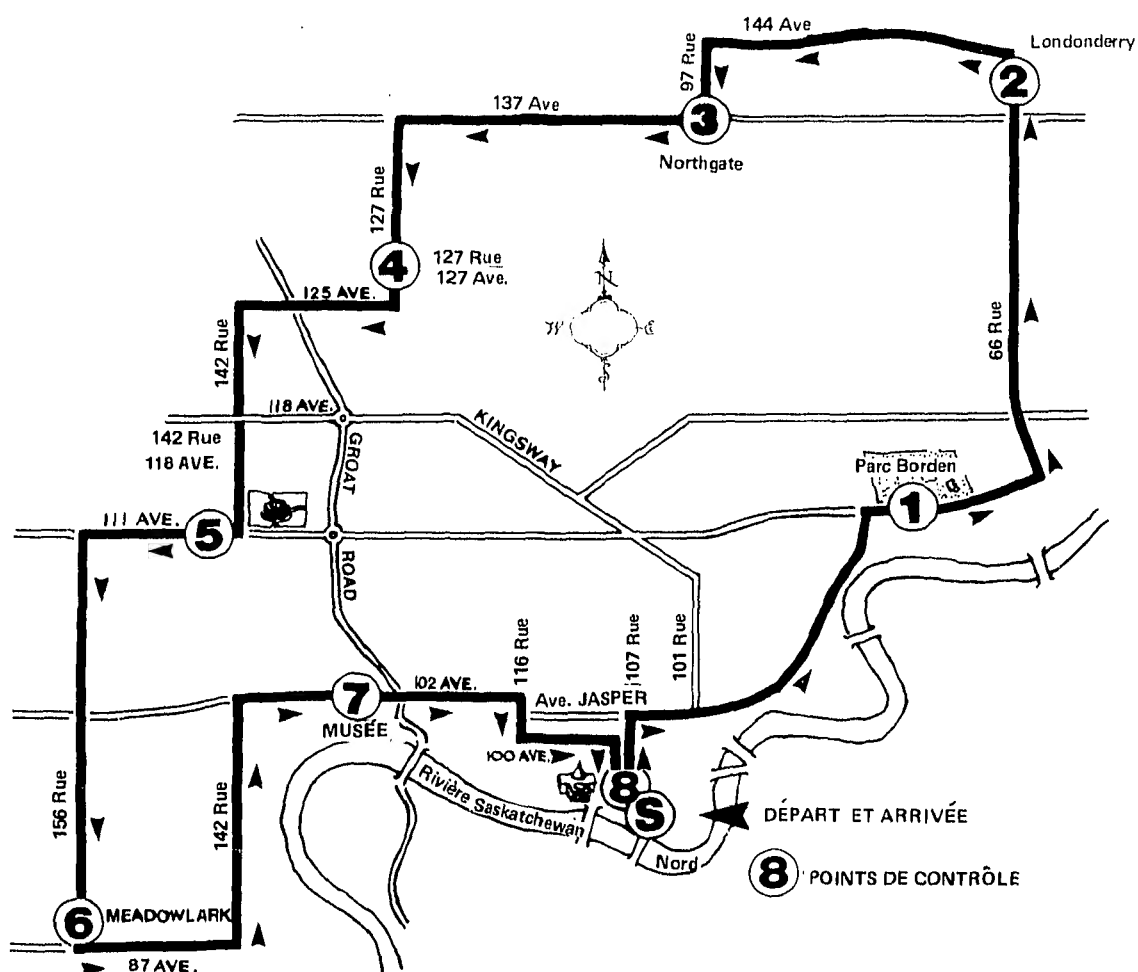 144 Ave
Londonderry
97 Rue
2
137 Ave
3
Northgate
127 Rue
4
127 Rue
127 Ave.
125 AVE.
N
W
E
S
142 Rue
66 Rue
118 AVE.
142 Rue
118 AVE.
GROAT
KINGSWAY
Parc Borden
1
111 AVE.
5
ROAD
116 Rue
107 Rue
101 Rue
7
102 AVE.
Ave. JASPER
MUSÉE
100 AVE.
156 Rue
142 Rue
Rivière Saskatchewan
Nord
8
S
DÉPART ET ARRIVÉE
8
POINTS DE CONTRÔLE
6
MEADOWLARK
87 AVE.